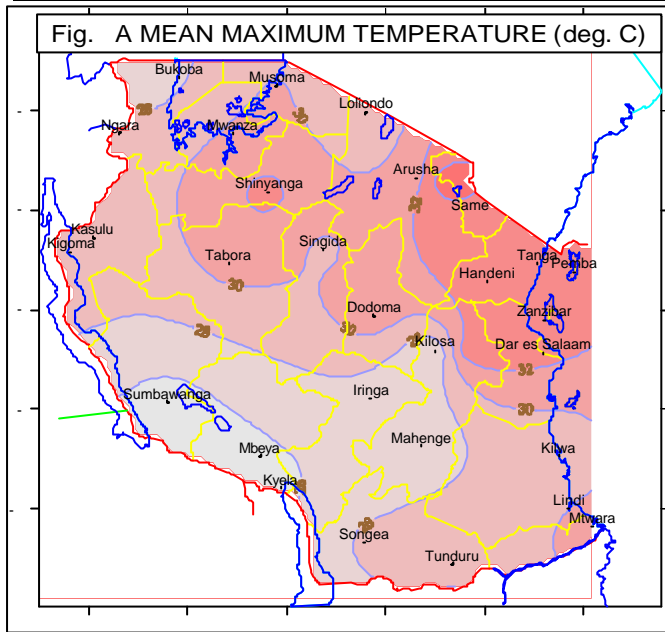 Fig. A MEAN MAXIMUM TEMPERATURE (deg. C)
Bukoba
Musoma
Loliondo
Ngara
Mwanza
Arusha
Shinyanga
Same
Kasulu
Kigoma
Tabora
Singida
Tanga
Pemba
Handeni
30
Dodoma
Zanzibar
28
30
Kilosa
Dar es Salaam
32
Sumbawanga
Iringa
30
Mbeya
Mahenge
Kilwa
Kyela
Lindi
Mtwara
Songea
Tunduru